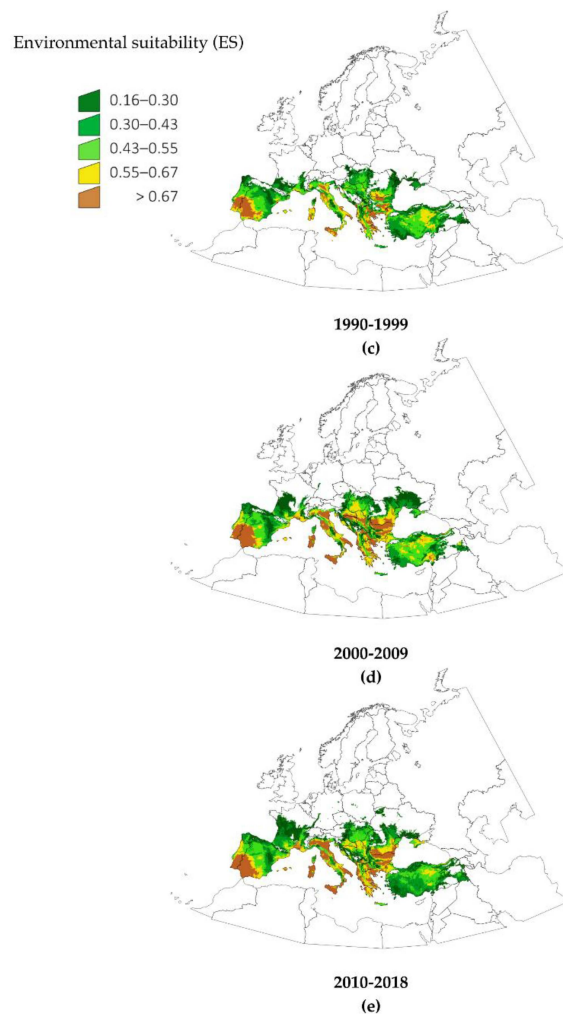 Environmental suitability (ES)
0.16–0.30
0.30–0.43
0.43–0.55
0.55–0.67
> 0.67
1990-1999
(c)
2000-2009
(d)
2010-2018
(e)